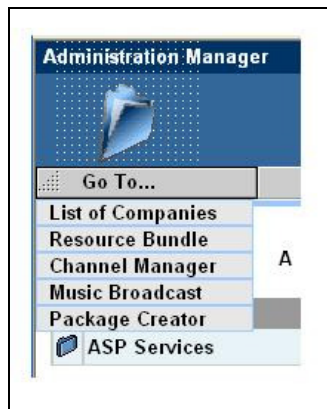 Administration Manager
Go To...
List of Companies
Resource Bundle
Channel Manager
A
Music Broadcast
Package Creator
ASP Services